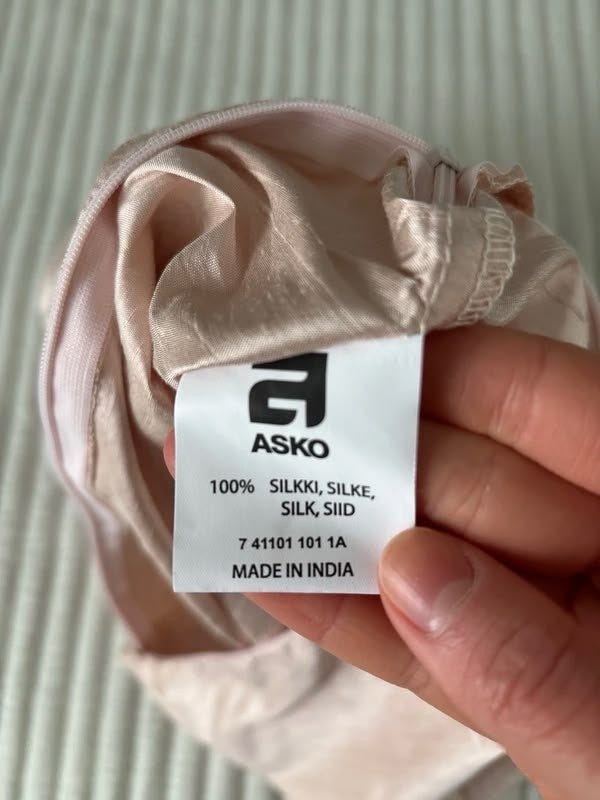 ASKO
100% SILKKI, SILKE,
SILK, SIID
7 41101 101 1A
MADE IN INDIA